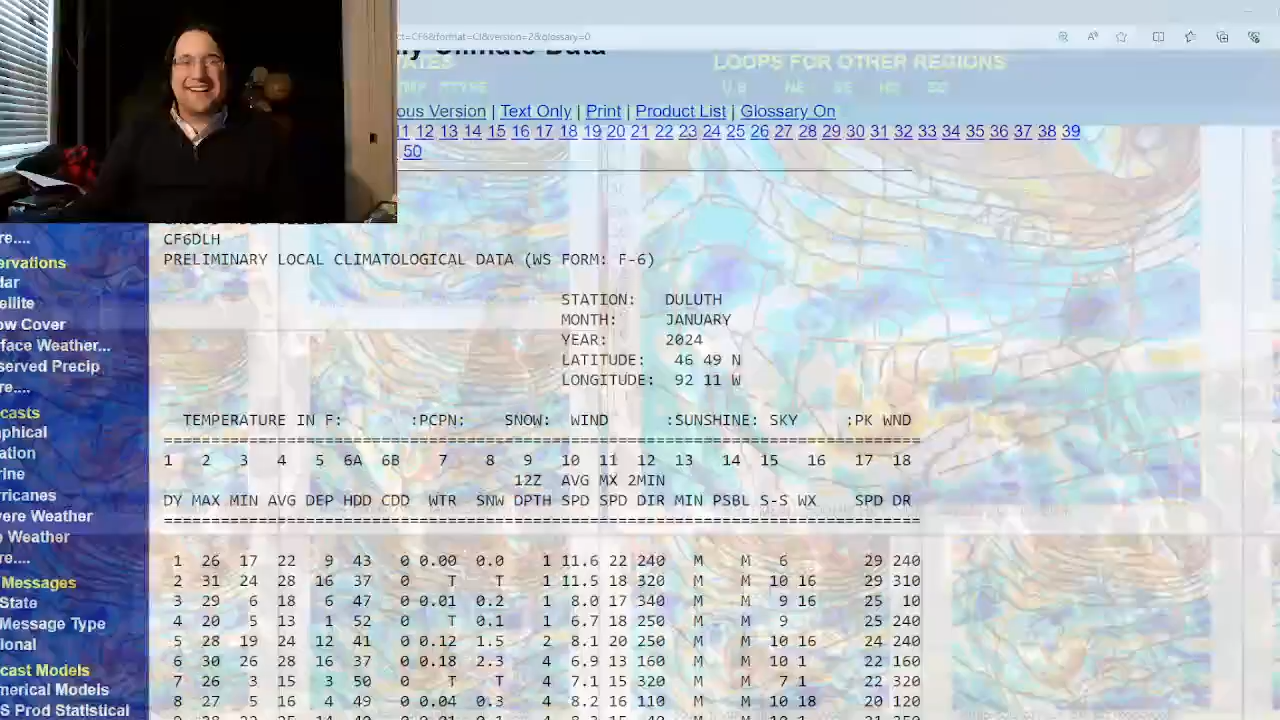 ct=CF6&format=CI&version=2&glossary=0
y Climate Data
TATES
LOOPS FOR OTHER REGIONS
ous Version | Text Only | Print | Product List | Glossary On
11 12 13 14 15 16 17 18 19 20 21 22 23 24 25 26 27 28 29 30 31 32 33 34 35 36 37 38 39
50
re....
ervations
dar
ellite
ow Cover
rface Weather...
served Precip
re....
casts
aphical
ation
rine
rricanes
vere Weather
e Weather
re....
Messages
State
Message Type
ional
cast Models
merical Models
S Prod Statistical
CF6DLH
PRELIMINARY LOCAL CLIMATOLOGICAL DATA (WS FORM: F-6)
STATION: DULUTH
MONTH: JANUARY
YEAR: 2024
LATITUDE: 46 49 N
LONGITUDE: 92 11 W
TEMPERATURE IN F: :PCPN: SNOW: WIND :SUNSHINE: SKY :PK WND
================================================================================
1 2 3 4 5 6A 6B 7 8 9 10 11 12 13 14 15 16 17 18
12Z AVG MX 2MIN
DY MAX MIN AVG DEP HDD CDD WTR SNW DPTH SPD SPD DIR MIN PSBL S-S WX SPD DR
================================================================================
1 26 17 22 9 43 0 0.00 0.0 1 11.6 22 240 M M 6 29 240
2 31 24 28 16 37 0 T T 1 11.5 18 320 M M 10 16 29 310
3 29 6 18 6 47 0 0.01 0.2 1 8.0 17 340 M M 9 16 25 10
4 20 5 13 1 52 0 T 0.1 1 6.7 18 250 M M 9 25 240
5 28 19 24 12 41 0 0.12 1.5 2 8.1 20 250 M M 10 16 24 240
6 30 26 28 16 37 0 0.18 2.3 4 6.9 13 160 M M 10 1 22 160
7 26 3 15 3 50 0 T T 4 7.1 15 320 M M 7 1 22 320
8 27 5 16 4 49 0 0.04 0.3 4 8.2 16 110 M M 10 18 20 120